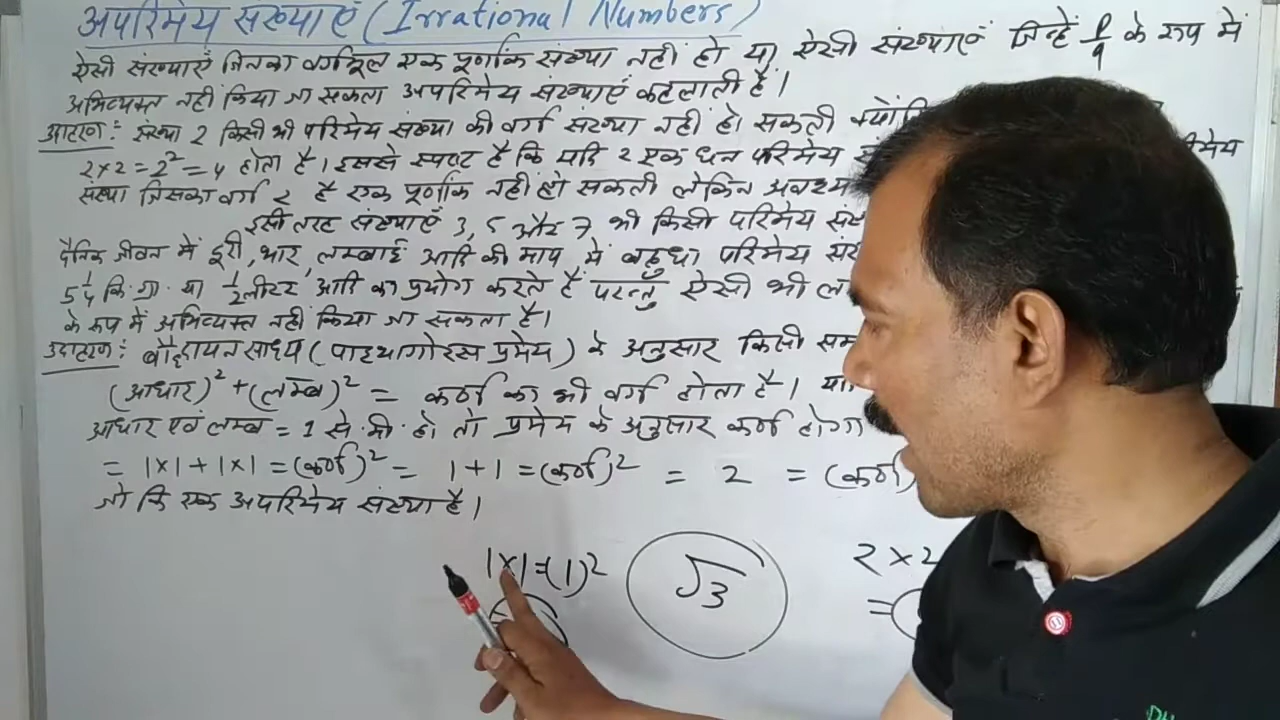 अपरिमेय संख्याएं (Irrational Numbers)
ऐसी संख्याएं जिनका वर्गमूल एक पूर्णांक संख्या नहीं हो या ऐसी संख्याएं जिन्हें p/q के रूप में
अभिव्यक्त नहीं किया जा सकता अपरिमेय संख्याएं कहलाती है।
संख्या 2 किसी भी परिमेय संख्या की वर्ग संख्या नहीं हो सकती
2×2=2²=4 होता है। इससे स्पष्ट है कि यदि 2 एक धन परिमेय
संख्या जिसका वर्ग 2 है एक पूर्णांक नहीं हो सकती लेकिन अवश्य
इसी तरह संख्याएँ 3, 5 और 7 भी किसी परिमेय
दैनिक जीवन में दूरी, भार, लम्बाई आदि की माप में बहुधा परिमेय
5 1/4 कि.ग्रा. या 1/2 लीटर आदि का प्रयोग करते हैं परन्तु ऐसी भी
के रूप में अभिव्यक्त नहीं किया जा सकता है।
उदाहरण: बौद्धायन साध्य (पाइथागोरस प्रमेय) के अनुसार किसी
(आधार)² + (लम्ब)² = कर्ण का भी वर्ग होता है।
आधार एवं लम्ब = 1 से.मी. हो तो प्रमेय के अनुसार कर्ण होगा
= 1×1 + 1×1 = (कर्ण)² = 1+1 = (कर्ण)² = 2 = (कर्ण)
जो कि एक अपरिमेय संख्या है।
1×1=(1)² √3 2×2
=